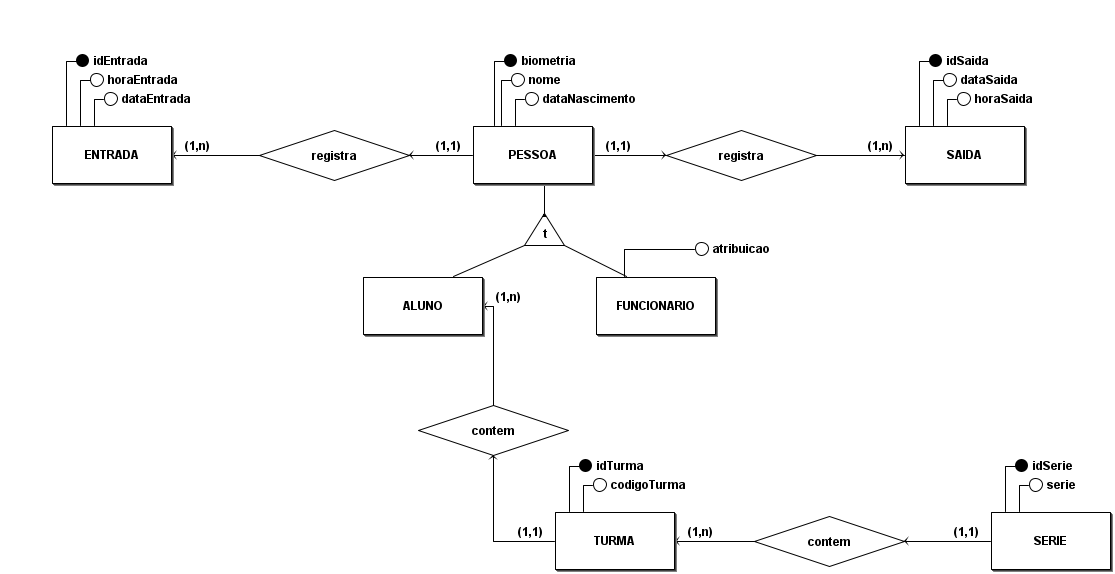 idEntrada
horaEntrada
dataEntrada
biometria
nome
dataNascimento
idSaida
dataSaida
horaSaida
ENTRADA
(1,n)
registra
(1,1)
PESSOA
(1,1)
registra
(1,n)
SAIDA
t
atribuicao
ALUNO
(1,n)
FUNCIONARIO
contem
idTurma
codigoTurma
idSerie
serie
(1,1)
TURMA
(1,n)
contem
(1,1)
SERIE